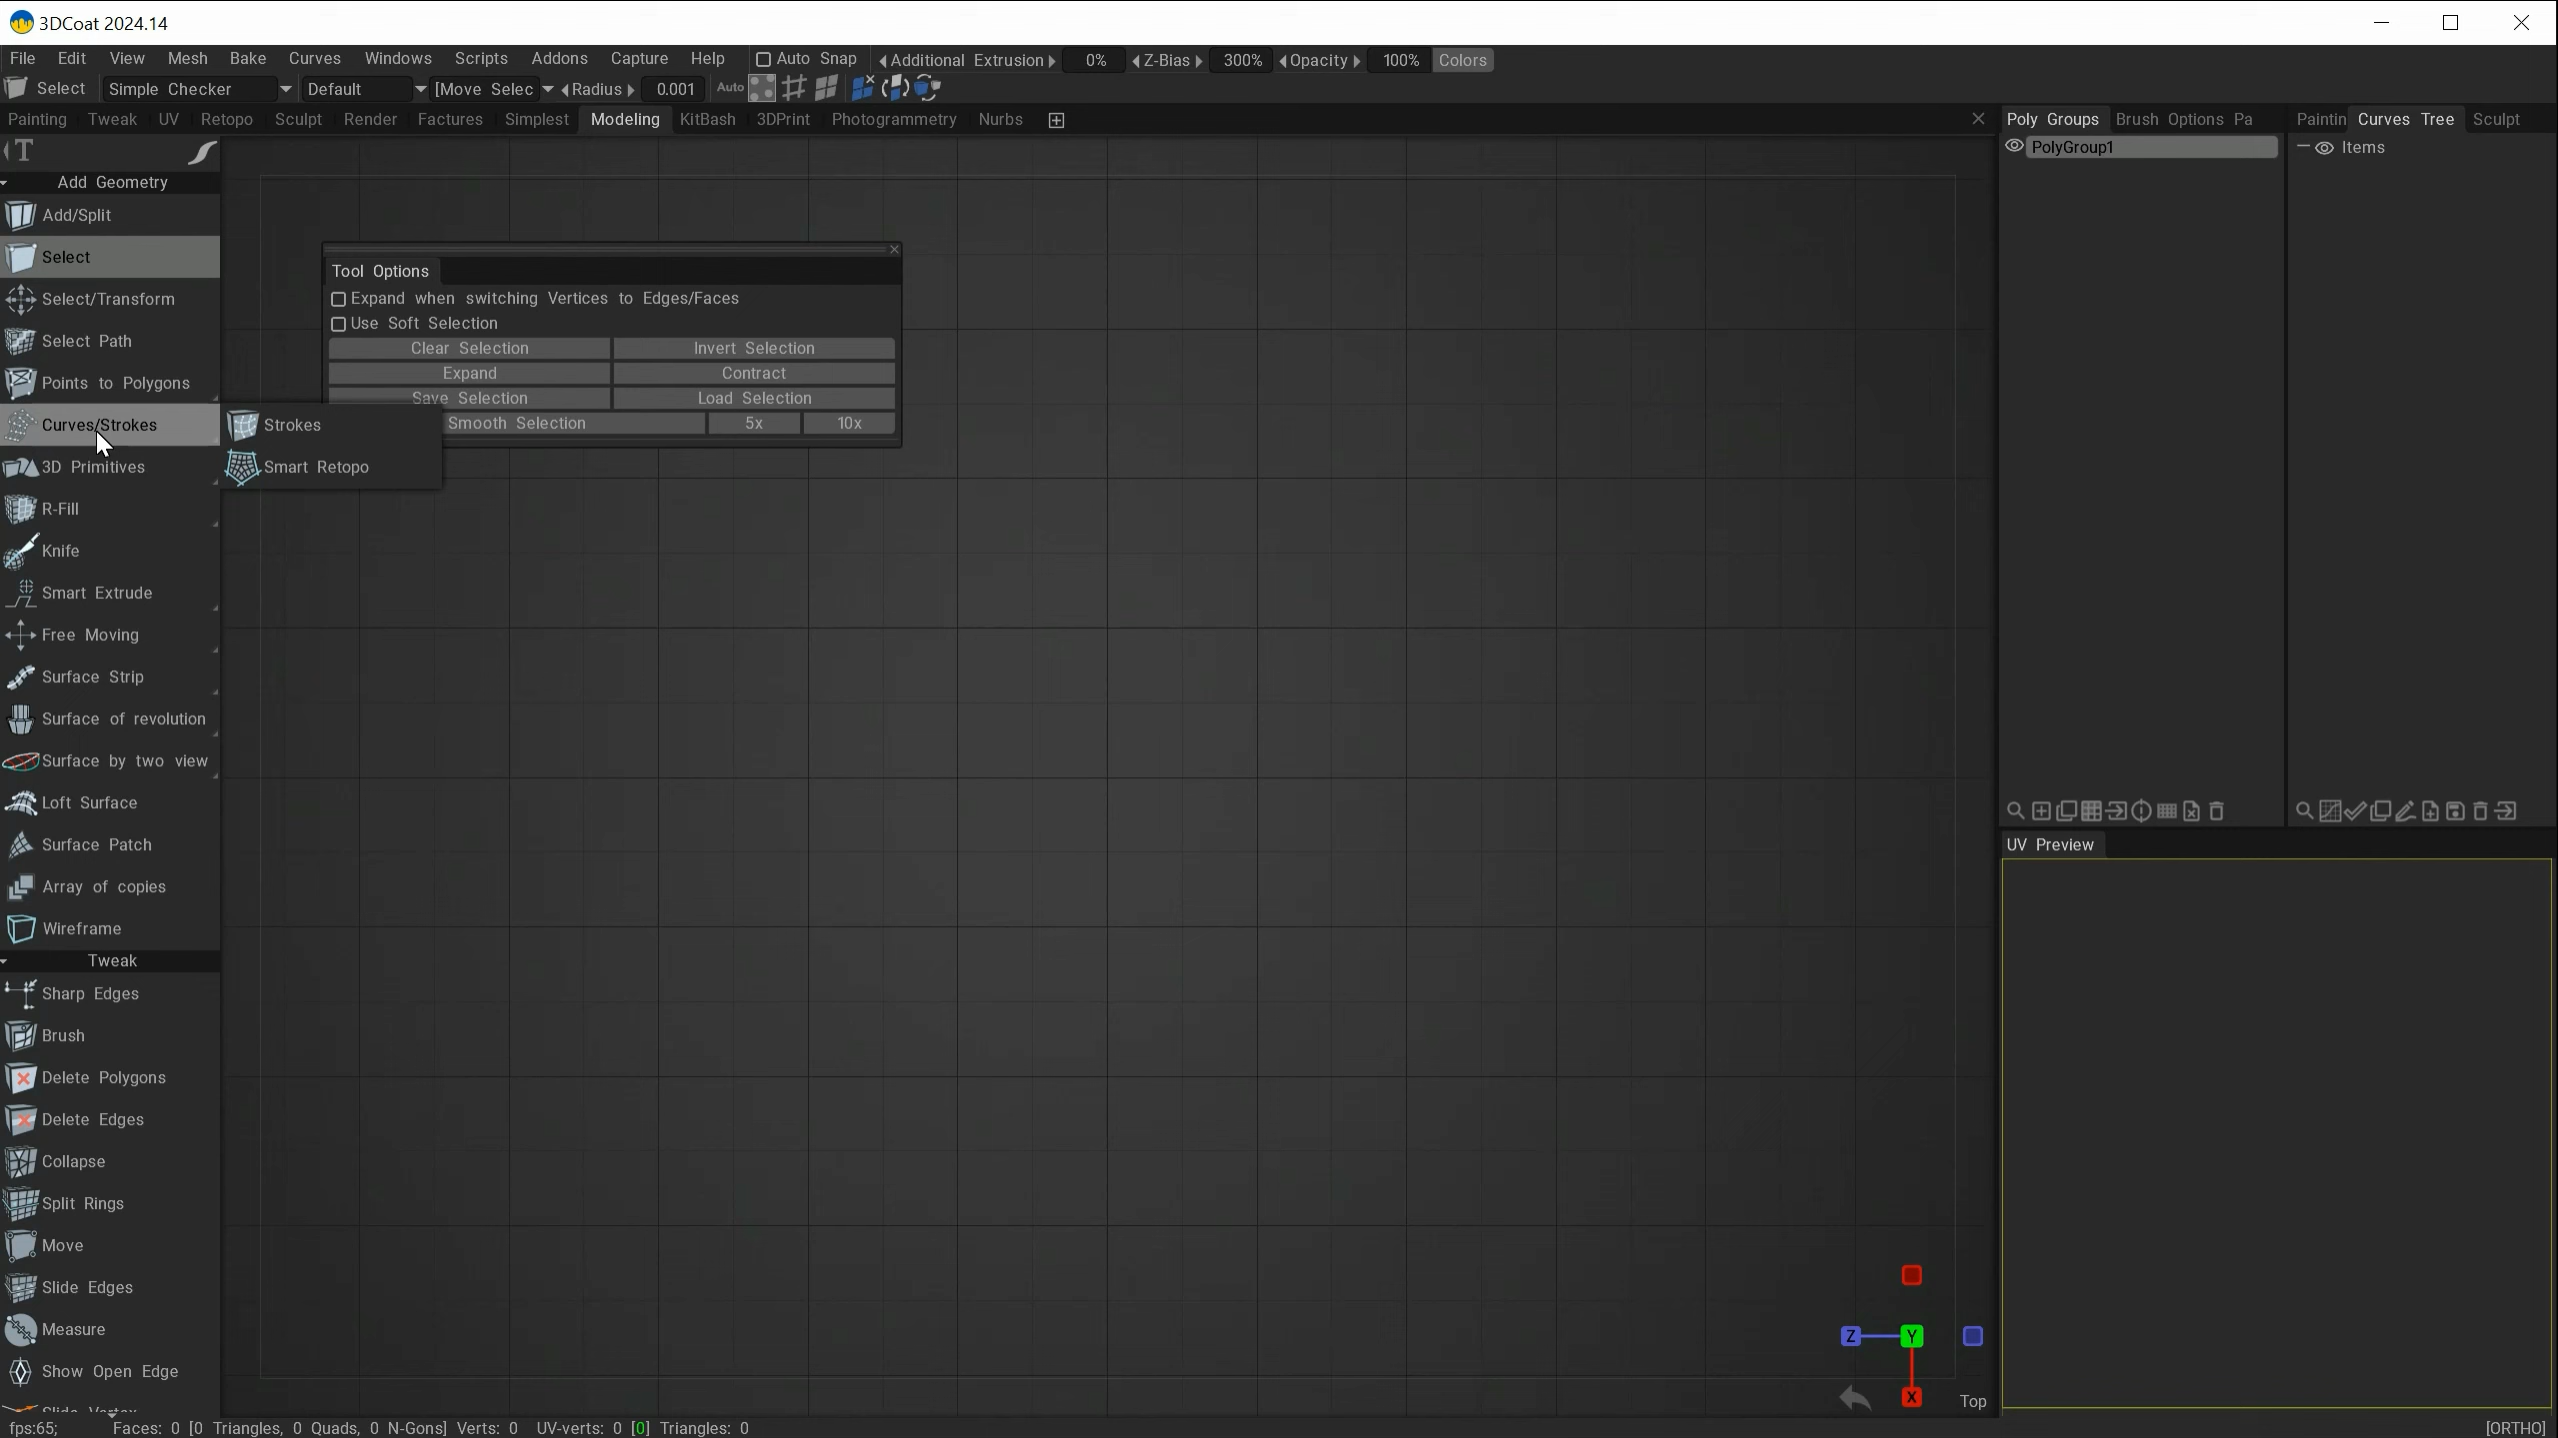 3DCoat 2024.14
File Edit View Mesh Bake Curves Windows Scripts Addons Capture Help Auto Snap Additional Extrusion 0% Z-Bias 300% Opacity 100% Colors
Select Simple Checker Default [Move Selec Radius 0.001 Auto
Painting Tweak UV Retopo Sculpt Render Factures Simplest Modeling KitBash 3DPrint Photogrammetry Nurbs
Poly Groups Brush Options Pa
Paintin Curves Tree Sculpt
PolyGroup1
Items
T
Add Geometry
Add/Split
Select
Select/Transform
Select Path
Points to Polygons
Curves/Strokes
3D Primitives
R-Fill
Knife
Smart Extrude
Free Moving
Surface Strip
Surface of revolution
Surface by two view
Loft Surface
Surface Patch
Array of copies
Wireframe
Tweak
Sharp Edges
Brush
Delete Polygons
Delete Edges
Collapse
Split Rings
Move
Slide Edges
Measure
Show Open Edge
Slide Vertex
Strokes
Smart Retopo
Tool Options
Expand when switching Vertices to Edges/Faces
Use Soft Selection
Clear Selection Invert Selection
Expand Contract
Save Selection Load Selection
Smooth Selection 5x 10x
UV Preview
Z Y
X
Top
fps:65; Faces: 0 [0 Triangles, 0 Quads, 0 N-Gons] Verts: 0 UV-verts: 0 [0] Triangles: 0
[ORTHO]